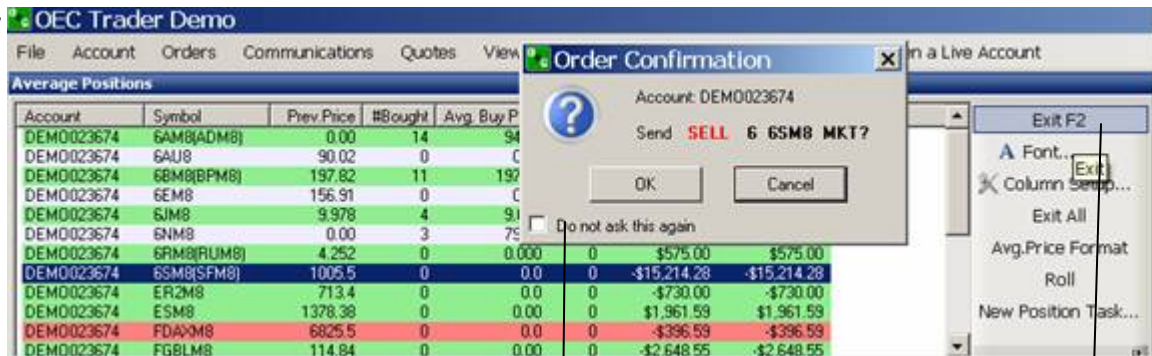 OEC Trader Demo
File Account Orders Communications Quotes View n a Live Account
Order Confirmation
Account: DEMO023674
Send SELL 6 6SM8 MKT?
OK Cancel
Do not ask this again
Average Positions
Account Symbol Prev.Price #Bought Avg. Buy P
DEMO023674 6AM8(ADM8) 0.00 14 94
DEMO023674 6AU8 90.02 0
DEMO023674 6BM8(BPM8) 197.82 11 197
DEMO023674 6EM8 156.91 0
DEMO023674 6JM8 9.978 4 9.
DEMO023674 6NM8 0.00 3 79
DEMO023674 6RM8(RUM8) 4.252 0 0.000 0 $575.00 $575.00
DEMO023674 6SM8(SFM8) 1005.5 0 0.0 0 -$15,214.28 -$15,214.28
DEMO023674 ER2M8 713.4 0 0.0 0 -$730.00 -$730.00
DEMO023674 ESM8 1378.38 0 0.00 0 $1,961.59 $1,961.59
DEMO023674 FDAXM8 6825.5 0 0.0 0 -$396.59 -$396.59
DEMO023674 FGBLM8 114.84 0 0.00 0 -$2,648.55 -$2,648.55
Exit F2
A Font...
Exit
Column Setup...
Exit All
Avg.Price Format
Roll
New Position Task...